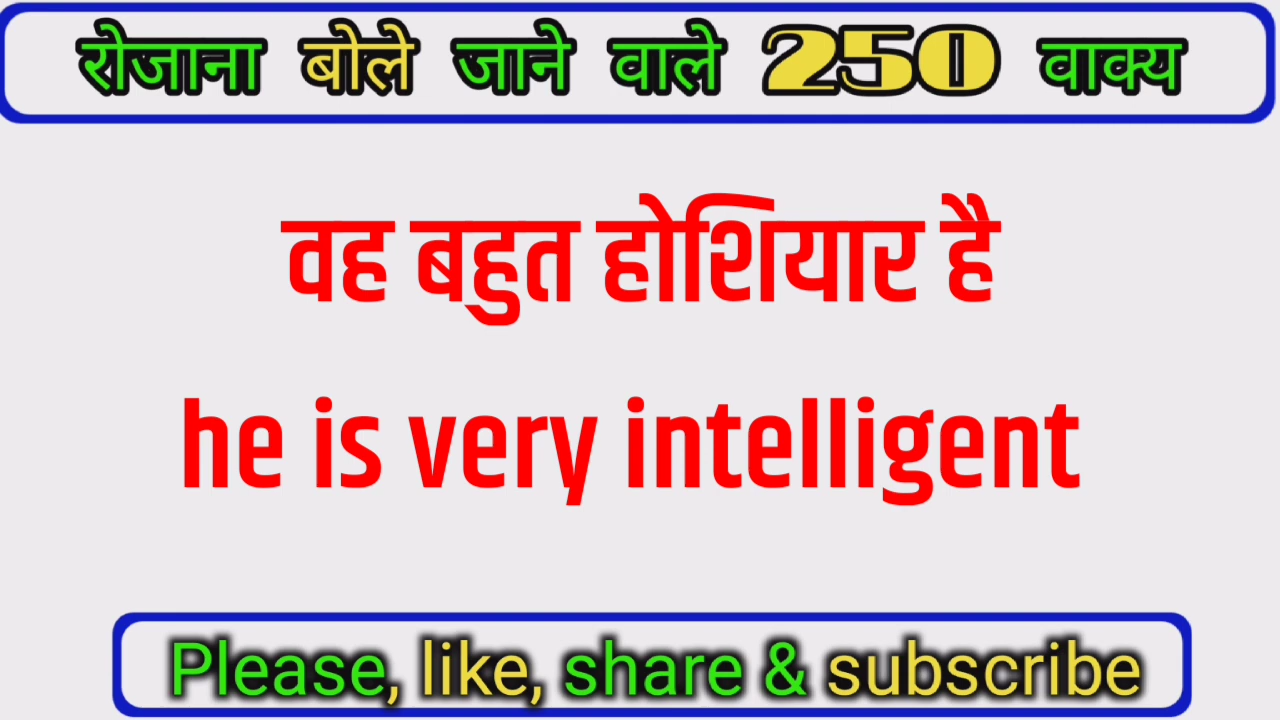 रोजाना बोले जाने वाले 250 वाक्य
वह बहुत होशियार है
he is very intelligent
Please, like, share & subscribe